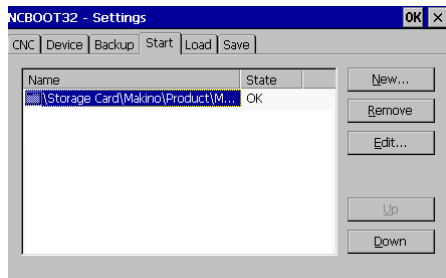 NCBOOT32 - Settings OK ×
CNC Device Backup Start Load Save
Name State
\Storage Card\Makino\Product\M... OK
New...
Remove
Edit...
Up
Down